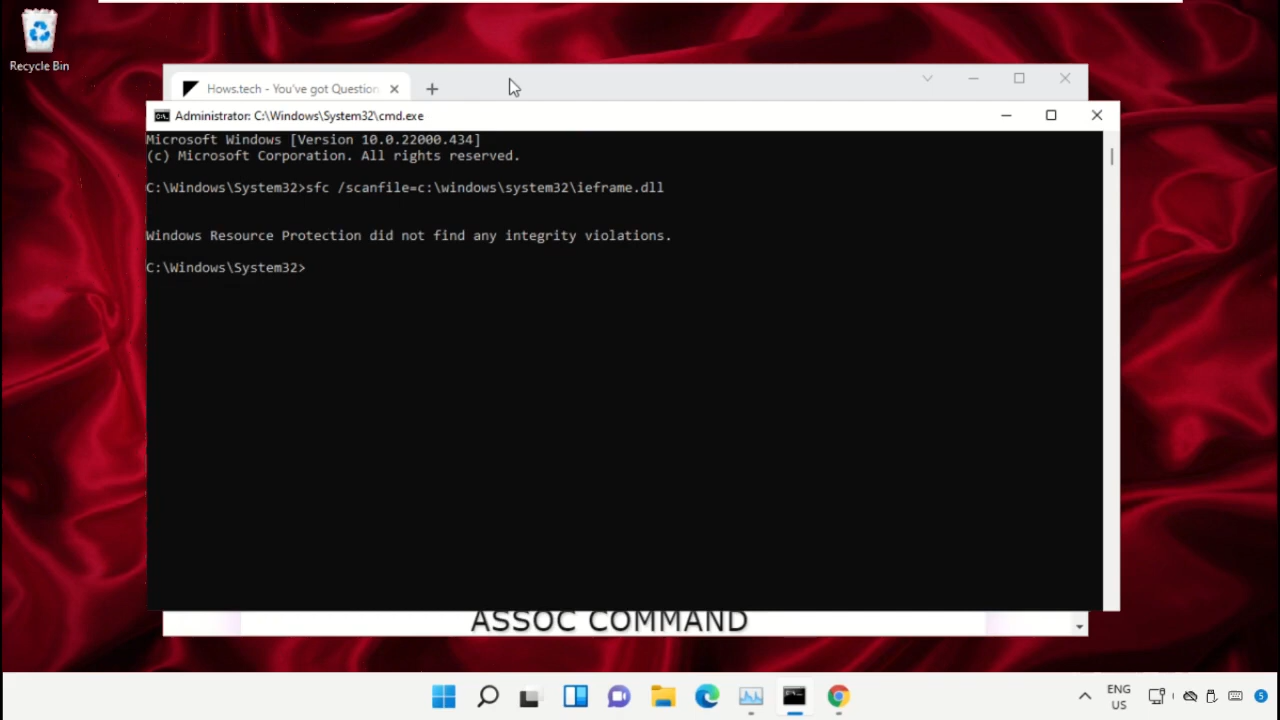 Recycle Bin
Hows.tech - You've got Question
Administrator: C:\Windows\System32\cmd.exe
Microsoft Windows [Version 10.0.22000.434]
(c) Microsoft Corporation. All rights reserved.
C:\Windows\System32>sfc /scanfile=c:\windows\system32\ieframe.dll
Windows Resource Protection did not find any integrity violations.
C:\Windows\System32>
ASSOC COMMAND
ENG
US
5